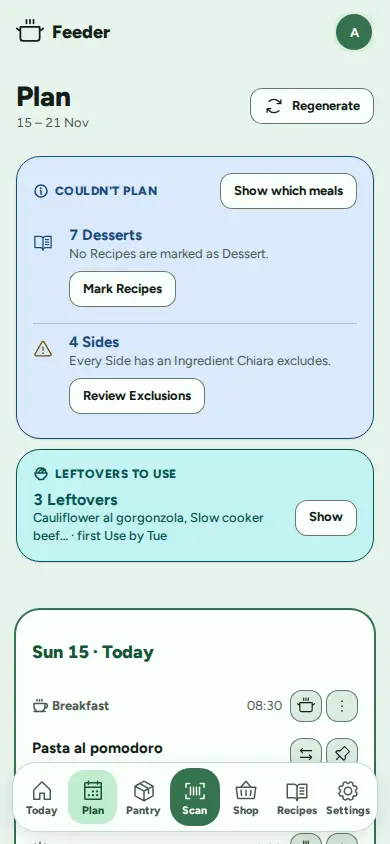 Feeder
A
Plan
15 – 21 Nov
Regenerate
COULDN'T PLAN
Show which meals
7 Desserts
No Recipes are marked as Dessert.
Mark Recipes
4 Sides
Every Side has an Ingredient Chiara excludes.
Review Exclusions
LEFTOVERS TO USE
3 Leftovers
Cauliflower al gorgonzola, Slow cooker
beef… · first Use by Tue
Show
Sun 15 · Today
Breakfast
08:30
Pasta al pomodoro
Today
Plan
Pantry
Scan
Shop
Recipes
Settings